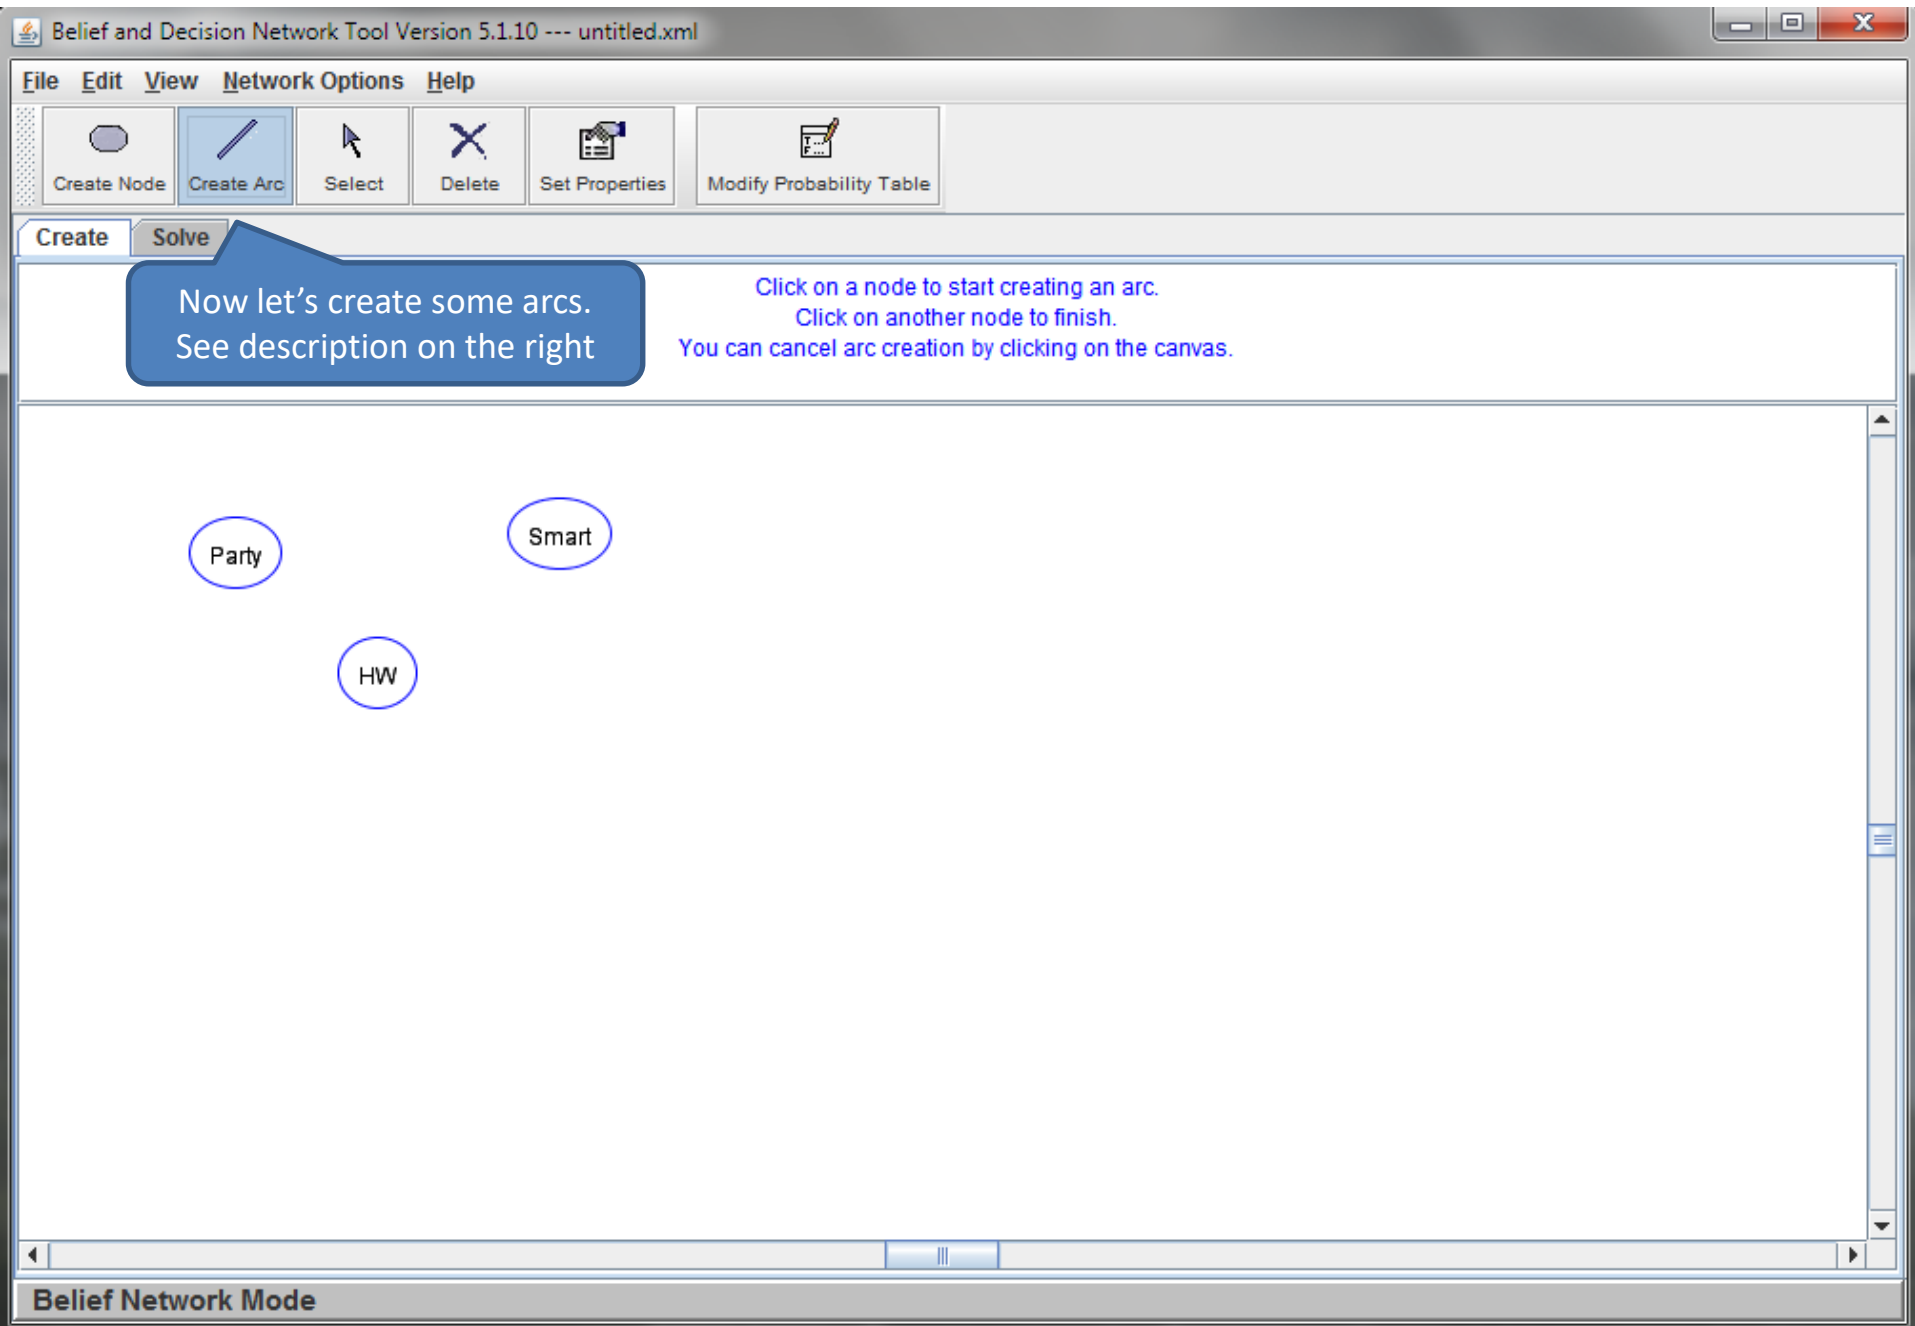 Belief and Decision Network Tool Version 5.1.10 --- untitled.xml
File Edit View Network Options Help
Create Node Create Arc Select Delete Set Properties Modify Probability Table
Create Solve
Now let’s create some arcs.
See description on the right
Click on a node to start creating an arc.
Click on another node to finish.
You can cancel arc creation by clicking on the canvas.
Smart
Party
HW
Belief Network Mode